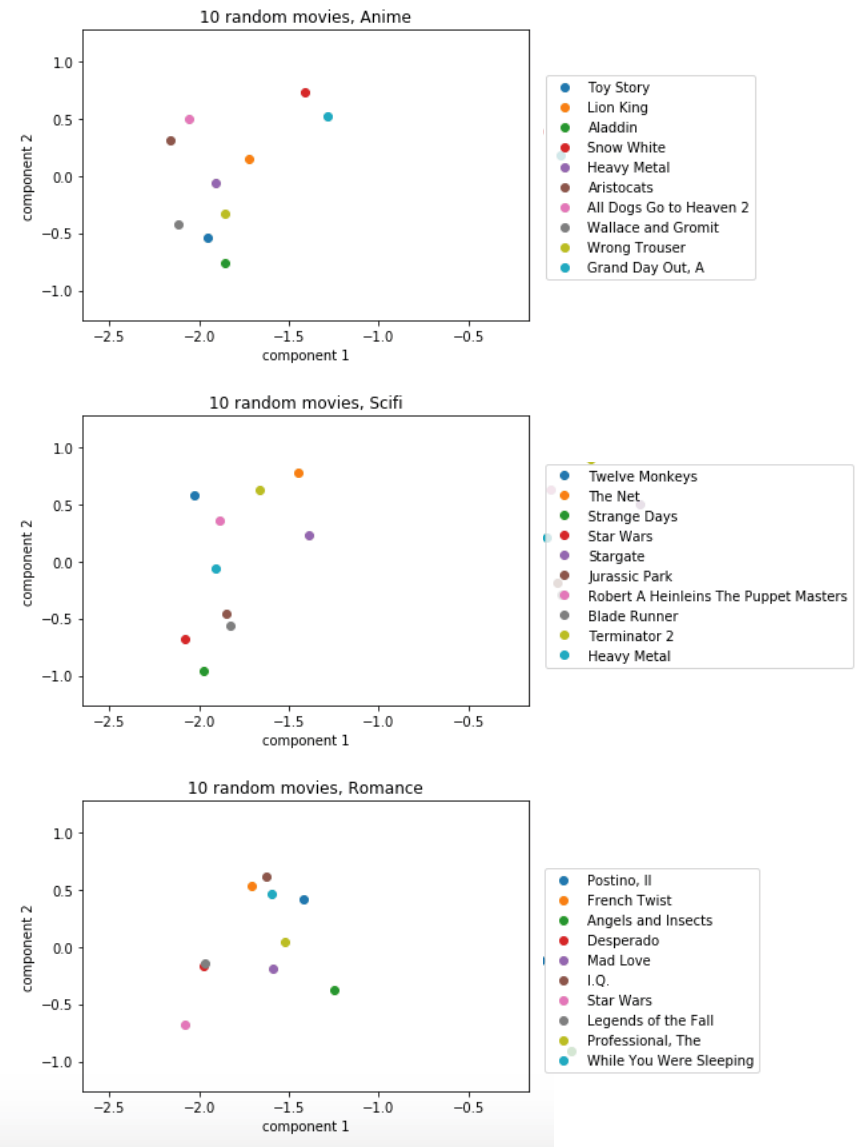 10 random movies, Anime
1.0
0.5
0.0
−0.5
−1.0
component 2
−2.5 −2.0 −1.5 −1.0 −0.5
component 1
Toy Story
Lion King
Aladdin
Snow White
Heavy Metal
Aristocats
All Dogs Go to Heaven 2
Wallace and Gromit
Wrong Trouser
Grand Day Out, A
10 random movies, Scifi
1.0
0.5
0.0
−0.5
−1.0
component 2
−2.5 −2.0 −1.5 −1.0 −0.5
component 1
Twelve Monkeys
The Net
Strange Days
Star Wars
Stargate
Jurassic Park
Robert A Heinleins The Puppet Masters
Blade Runner
Terminator 2
Heavy Metal
10 random movies, Romance
1.0
0.5
0.0
−0.5
−1.0
component 2
−2.5 −2.0 −1.5 −1.0 −0.5
component 1
Postino, Il
French Twist
Angels and Insects
Desperado
Mad Love
I.Q.
Star Wars
Legends of the Fall
Professional, The
While You Were Sleeping